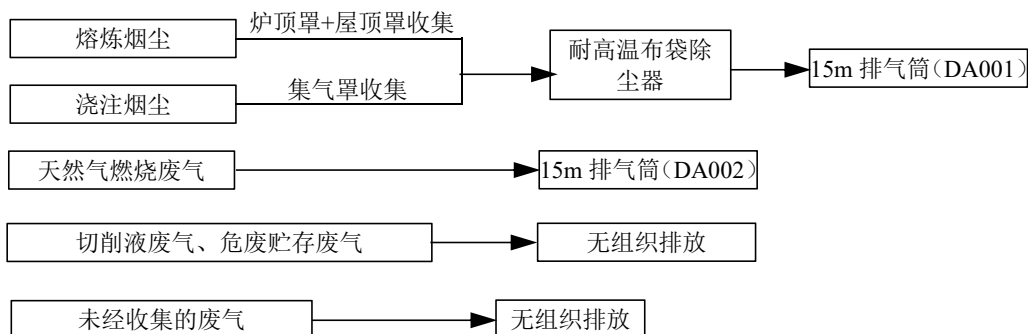 熔炼烟尘
炉顶罩+屋顶罩收集
浇注烟尘
集气罩收集
耐高温布袋除
尘器
15m 排气筒（DA001）
天然气燃烧废气
15m 排气筒（DA002）
切削液废气、危废贮存废气
无组织排放
未经收集的废气
无组织排放